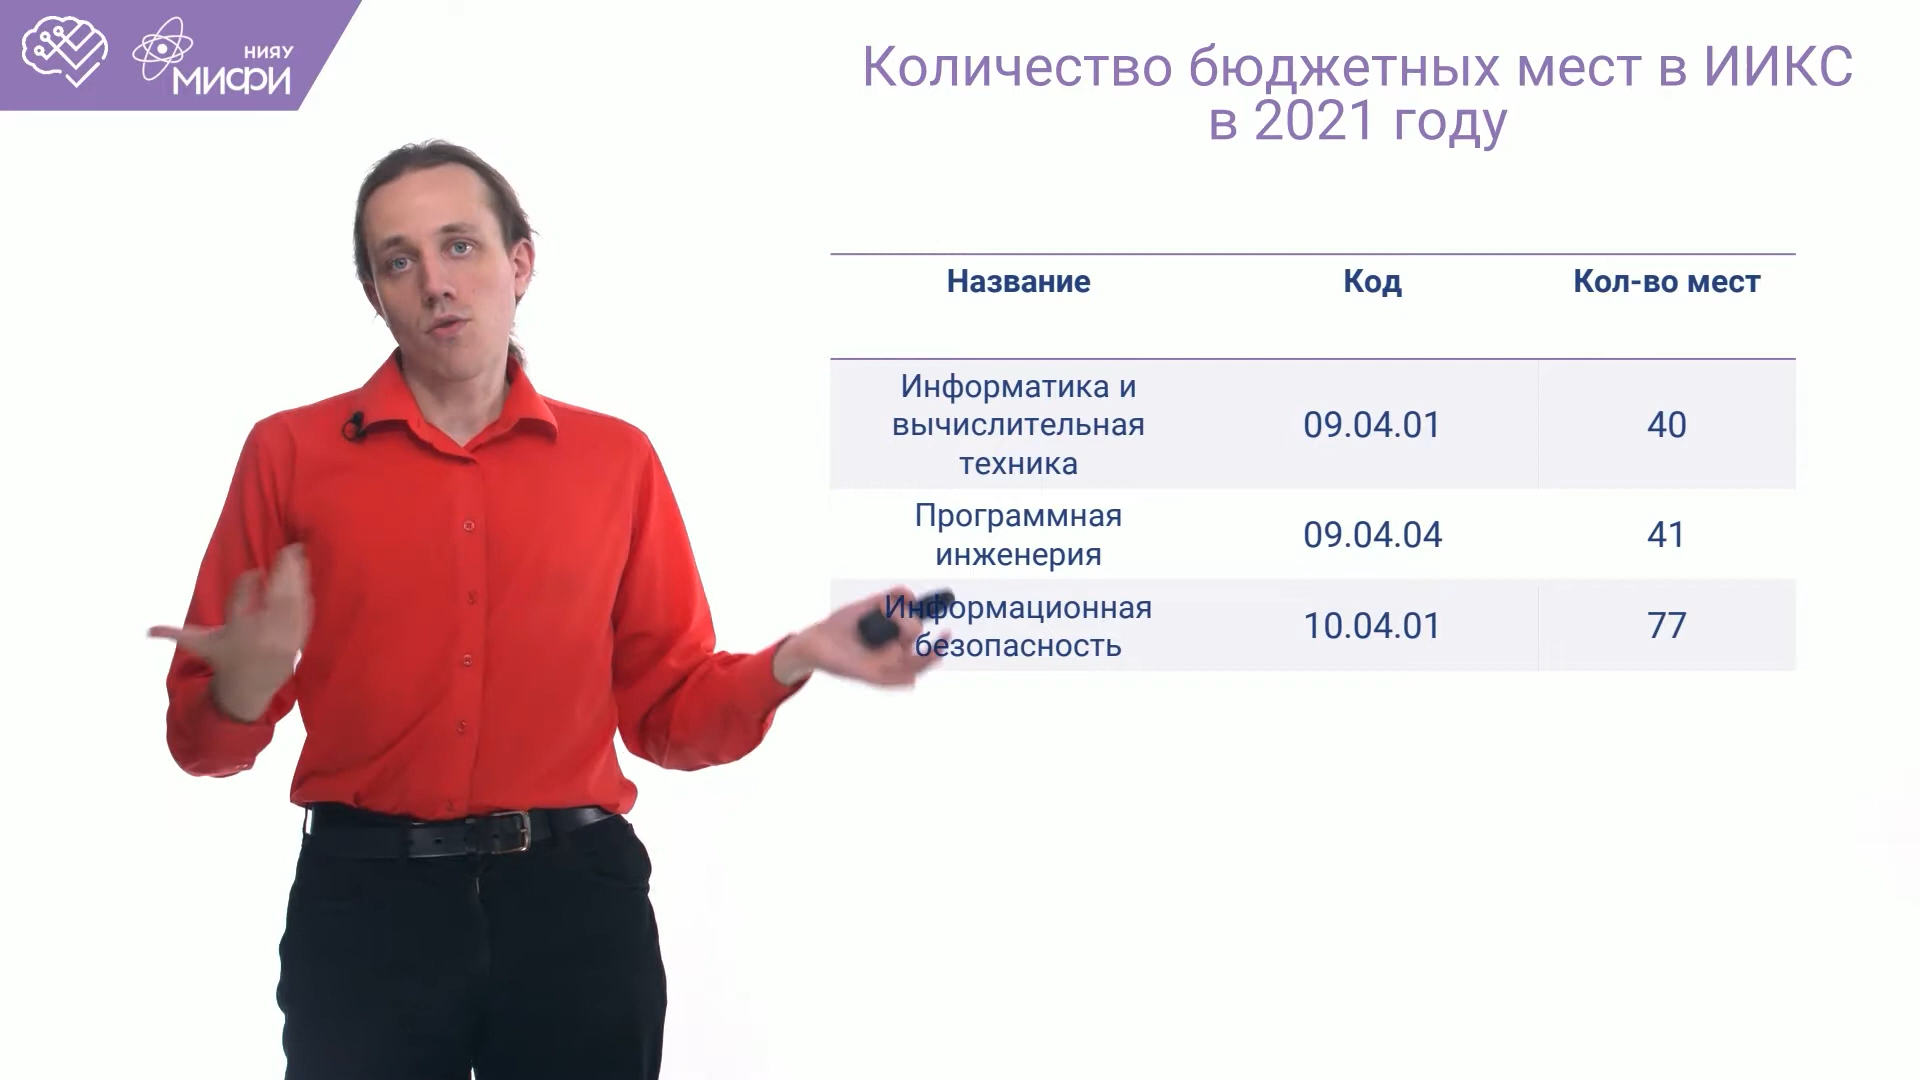 НИЯУ
МИФИ
Количество бюджетных мест в ИИКС
в 2021 году
Название Код Кол-во мест
Информатика и
вычислительная
техника
09.04.01 40
Программная
инженерия
09.04.04 41
Информационная
безопасность
10.04.01 77